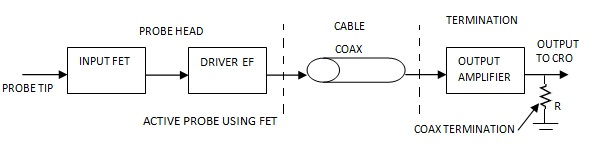 PROBE HEAD
CABLE
TERMINATION
COAX
INPUT FET
DRIVER EF
OUTPUT
AMPLIFIER
OUTPUT
TO CRO
PROBE TIP
R
ACTIVE PROBE USING FET
COAX TERMINATION